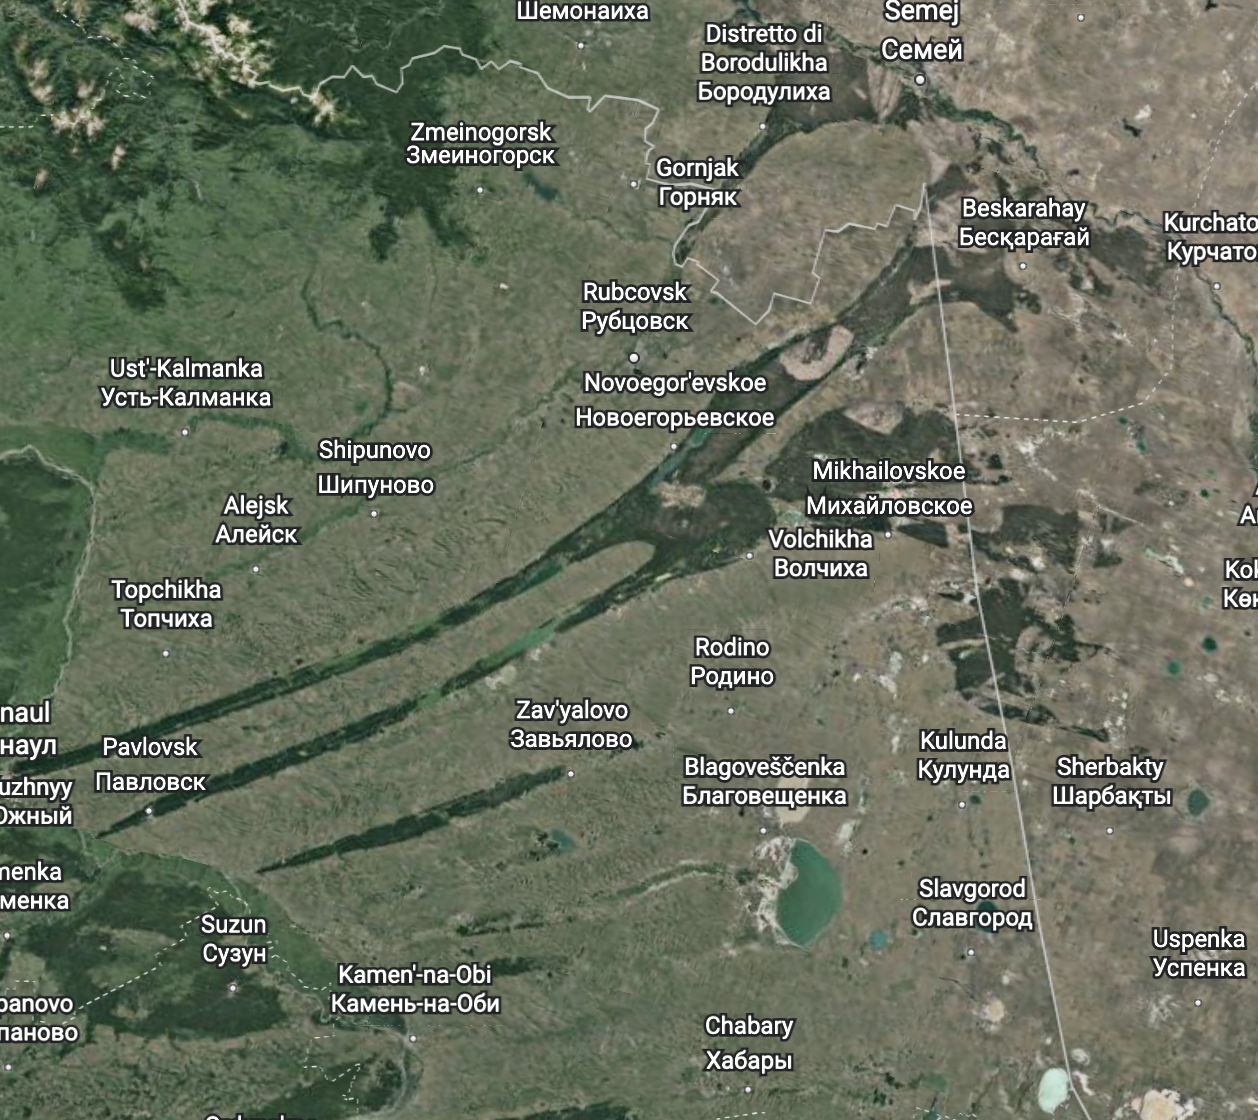 Шемонаиха
Semej
Семей
Distretto di
Borodulikha
Бородулиха
Zmeinogorsk
Змеиногорск
Gornjak
Горняк
Beskarahay
Бесқарағай
Kurchato
Курчато
Rubcovsk
Рубцовск
Ust'-Kalmanka
Усть-Калманка
Novoegor'evskoe
Новоегорьевское
Shipunovo
Шипуново
Mikhailovskoe
Михайловское
Alejsk
Алейск
Volchikha
Волчиха
Kok
Көк
Topchikha
Топчиха
Rodino
Родино
naul
наул
Pavlovsk
Павловск
Zav'yalovo
Завьялово
Kulunda
Кулунда
Blagoveščenka
Благовещенка
Sherbakty
Шарбақты
uzhnyy
Южный
menka
менка
Slavgorod
Славгород
Suzun
Сузун
Uspenka
Успенка
Kamen'-na-Obi
Камень-на-Оби
panovo
паново
Chabary
Хабары